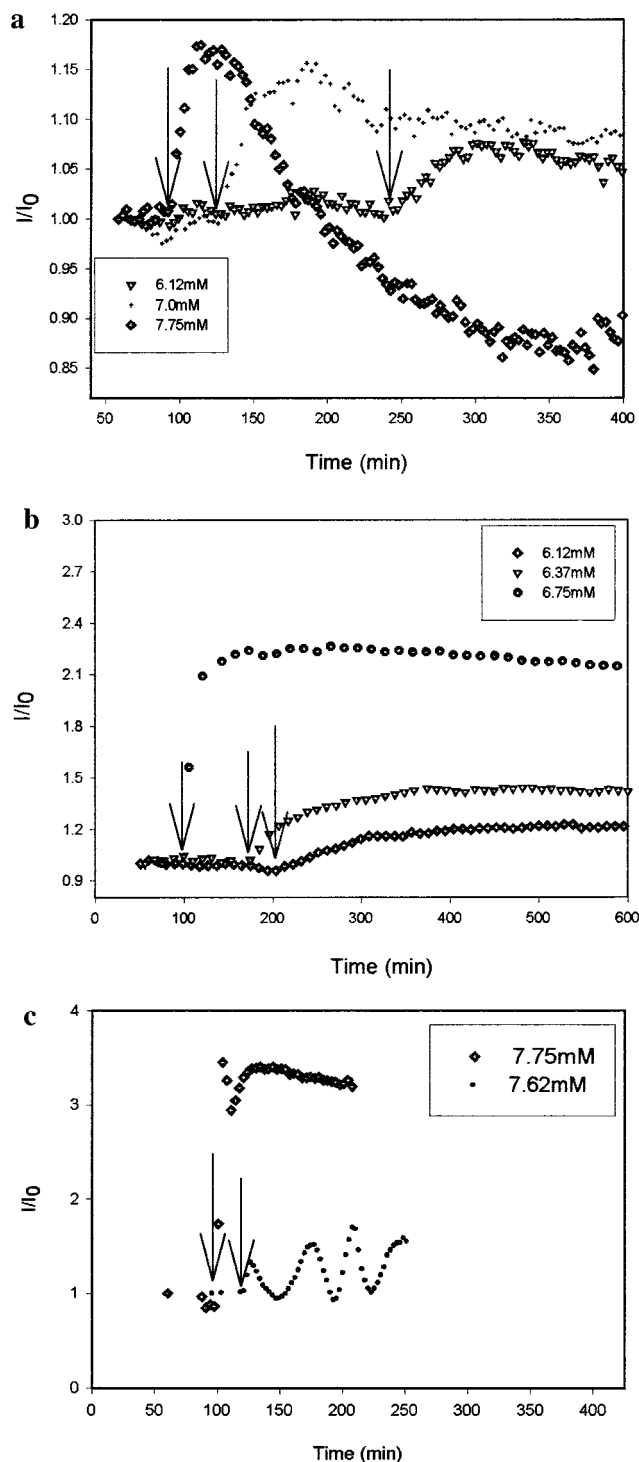 a
1.20
1.15
1.10
1.05
1.00
0.95
0.90
0.85
I/I0
6.12mM
7.0mM
7.75mM
50 100 150 200 250 300 350 400
Time (min)
b
3.0
2.7
2.4
2.1
1.8
1.5
1.2
0.9
I/I0
6.12mM
6.37mM
6.75mM
0 100 200 300 400 500 600
Time (min)
c
4
3
2
1
0
I/I0
7.75mM
7.62mM
0 50 100 150 200 250 300 350 400
Time (min)